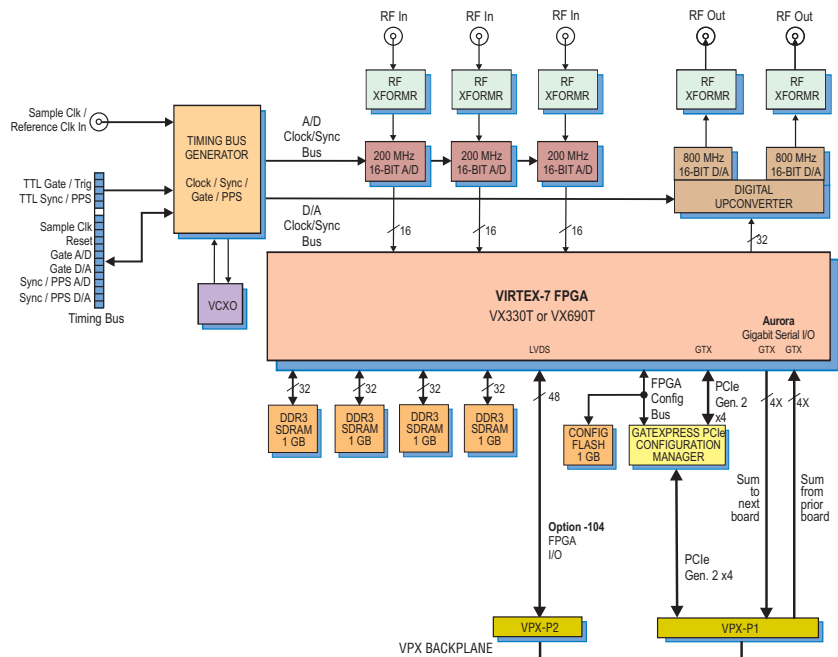 RF In
RF In
RF In
RF Out
RF Out
RF
XFORMR
RF
XFORMR
RF
XFORMR
RF
XFORMR
RF
XFORMR
Sample Clk /
Reference Clk In
TIMING BUS
GENERATOR
Clock / Sync /
Gate / PPS
A/D
Clock/Sync
Bus
200 MHz
16-BIT A/D
200 MHz
16-BIT A/D
200 MHz
16-BIT A/D
800 MHz
16-BIT D/A
800 MHz
16-BIT D/A
DIGITAL
UPCONVERTER
TTL Gate / Trig
TTL Sync / PPS
Sample Clk
Reset
Gate A/D
Gate D/A
Sync / PPS A/D
Sync / PPS D/A
Timing Bus
D/A
Clock/Sync
Bus
16
16
16
32
VCXO
VIRTEX-7 FPGA
VX330T or VX690T
LVDS
GTX
Aurora
Gigabit Serial I/O
GTX
GTX
32
32
32
32
DDR3
SDRAM
1 GB
DDR3
SDRAM
1 GB
DDR3
SDRAM
1 GB
DDR3
SDRAM
1 GB
48
FPGA
Config
Bus
PCIe
Gen. 2
x4
4X
4X
CONFIG
FLASH
1 GB
GATEXPRESS PCIe
CONFIGURATION
MANAGER
Sum
to
next
board
Sum
from
prior
board
Option -104
FPGA
I/O
PCIe
Gen. 2 x4
VPX-P2
VPX-P1
VPX BACKPLANE